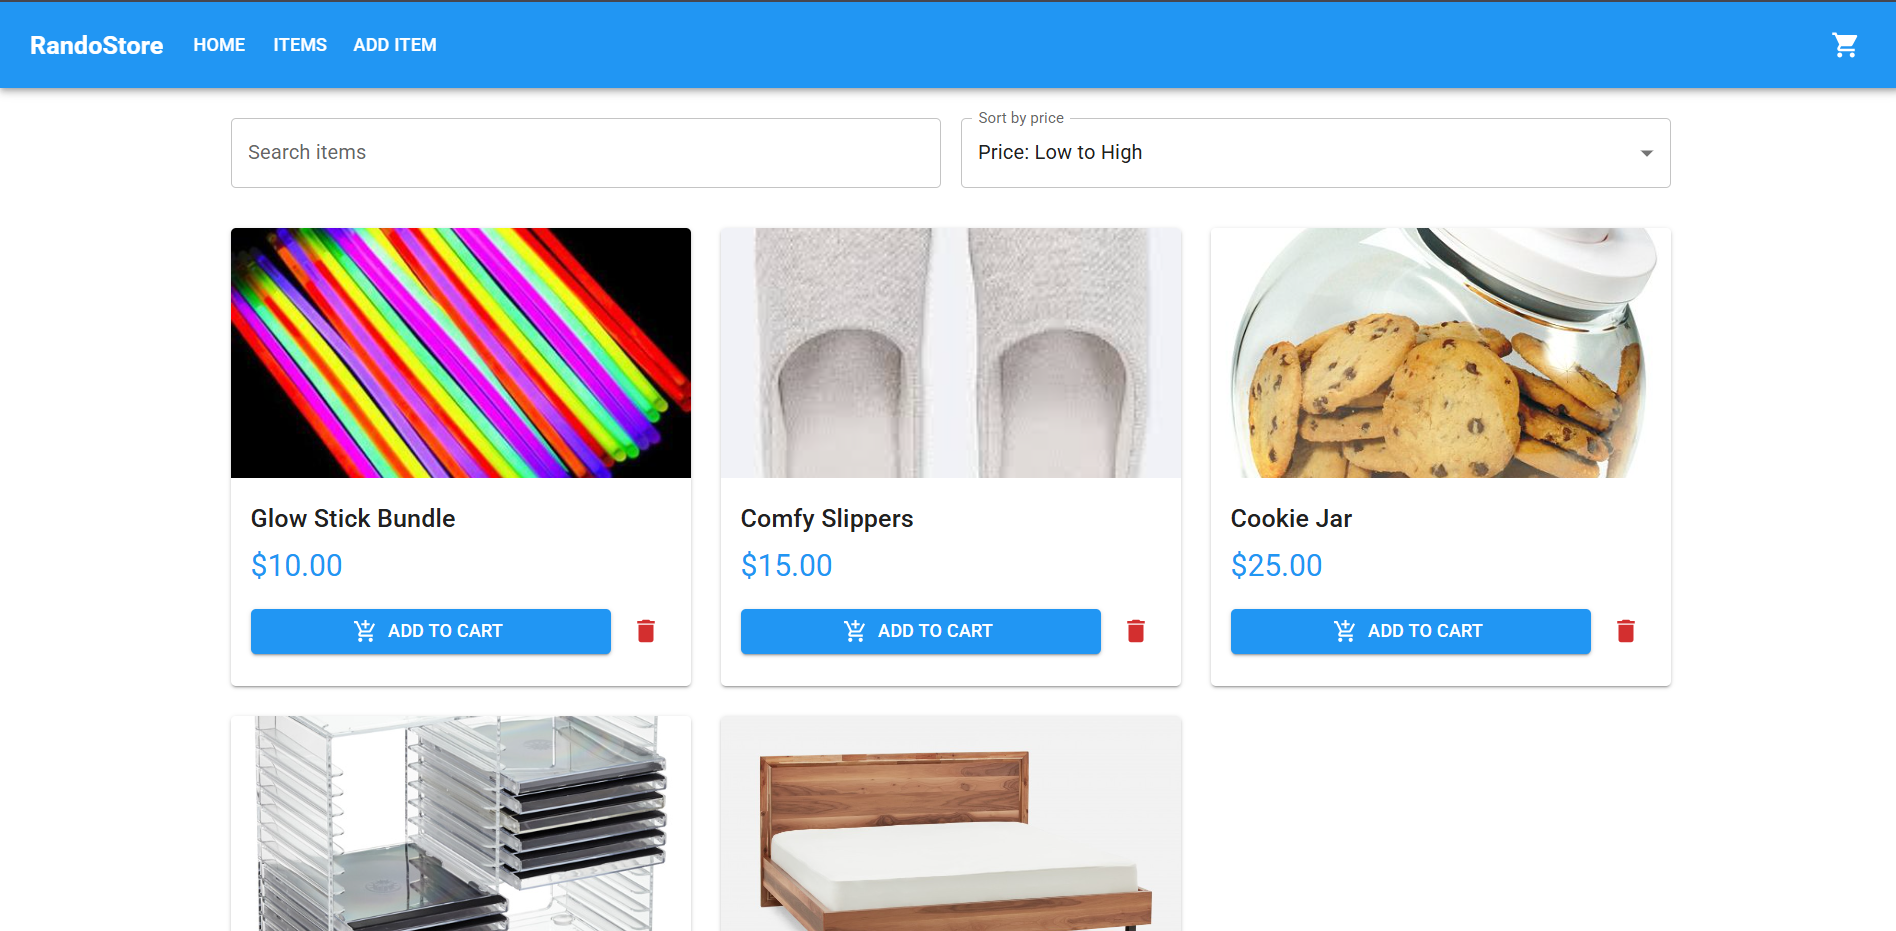 RandoStore HOME ITEMS ADD ITEM
Search items
Sort by price
Price: Low to High
Glow Stick Bundle
$10.00
ADD TO CART
Comfy Slippers
$15.00
ADD TO CART
Cookie Jar
$25.00
ADD TO CART